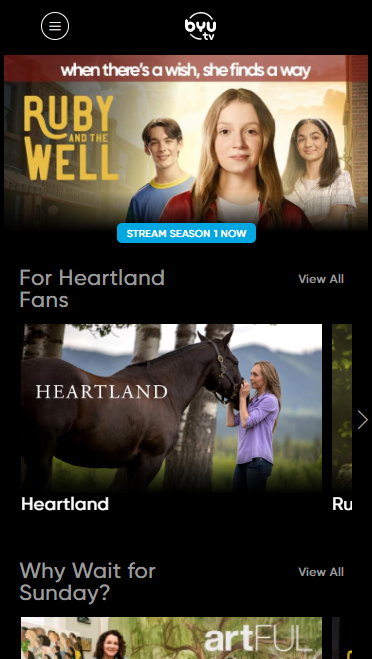 byu
tv
when there's a wish, she finds a way
RUBY
AND THE
WELL
STREAM SEASON 1 NOW
For Heartland
Fans
View All
HEARTLAND
Heartland
Ru
Why Wait for
Sunday?
View All
artFUL